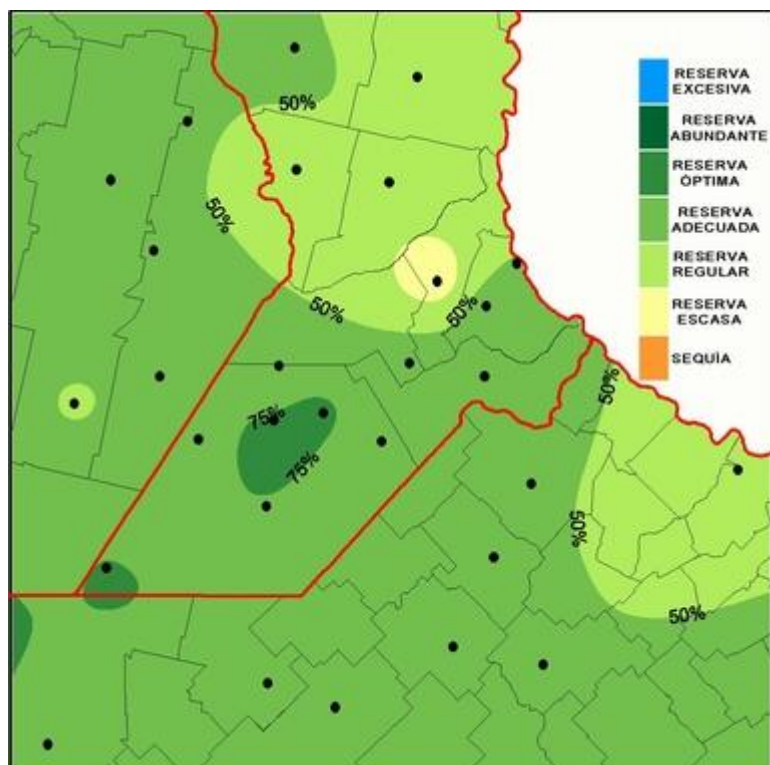 50%
RESERVA
EXCESIVA
RESERVA
ABUNDANTE
RESERVA
ÓPTIMA
50%
RESERVA
ADECUADA
RESERVA
REGULAR
50%
50%
RESERVA
ESCASA
SEQUÌA
50%
75%
75%
50%
50%